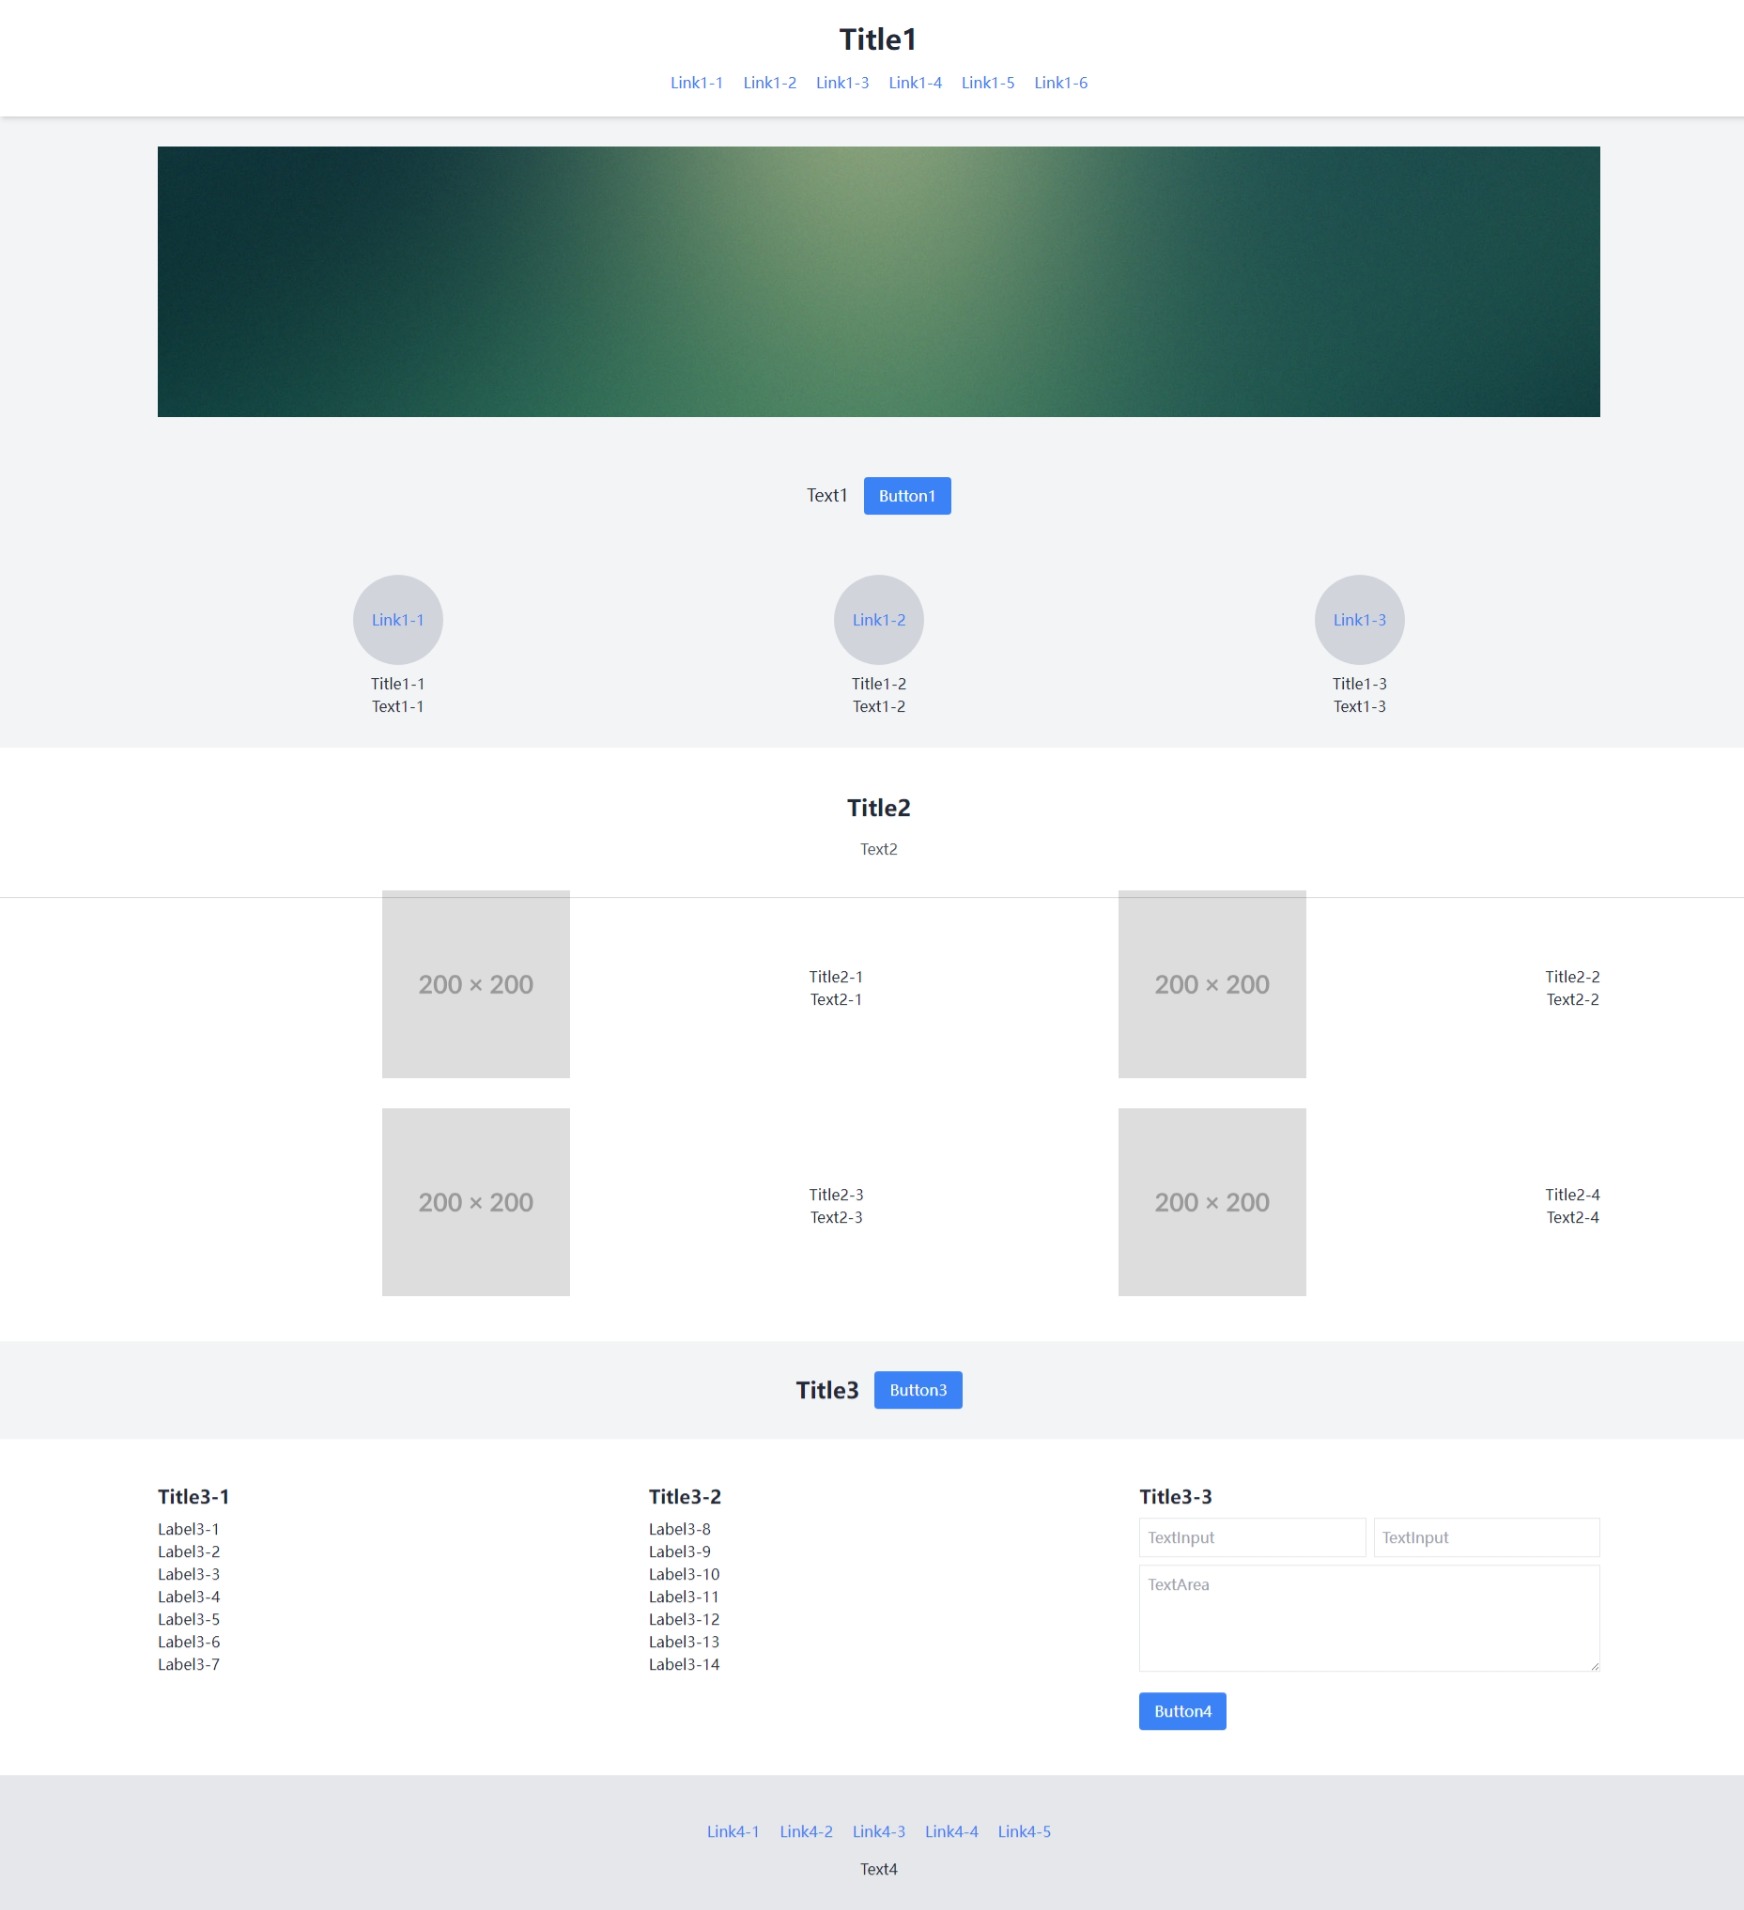 Title1
Link1-1 Link1-2 Link1-3 Link1-4 Link1-5 Link1-6
Text1 Button1
Link1-1 Link1-2 Link1-3
Title1-1 Title1-2 Title1-3
Text1-1 Text1-2 Text1-3
Title2
Text2
200 × 200
Title2-1
Text2-1
200 × 200
Title2-2
Text2-2
200 × 200
Title2-3
Text2-3
200 × 200
Title2-4
Text2-4
Title3 Button3
Title3-1
Label3-1
Label3-2
Label3-3
Label3-4
Label3-5
Label3-6
Label3-7
Title3-2
Label3-8
Label3-9
Label3-10
Label3-11
Label3-12
Label3-13
Label3-14
Title3-3
TextInput TextInput
TextArea
Button4
Link4-1 Link4-2 Link4-3 Link4-4 Link4-5
Text4